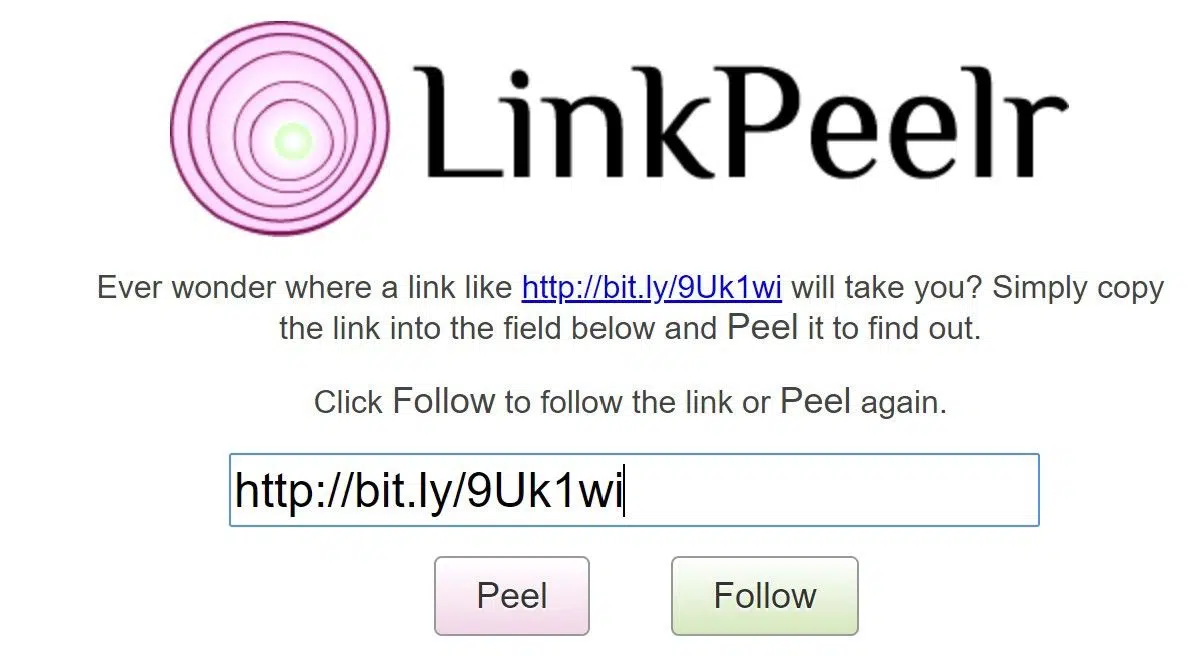 LinkPeelr
Ever wonder where a link like http://bit.ly/9Uk1wi will take you? Simply copy
the link into the field below and Peel it to find out.
Click Follow to follow the link or Peel again.
http://bit.ly/9Uk1wi
Peel
Follow